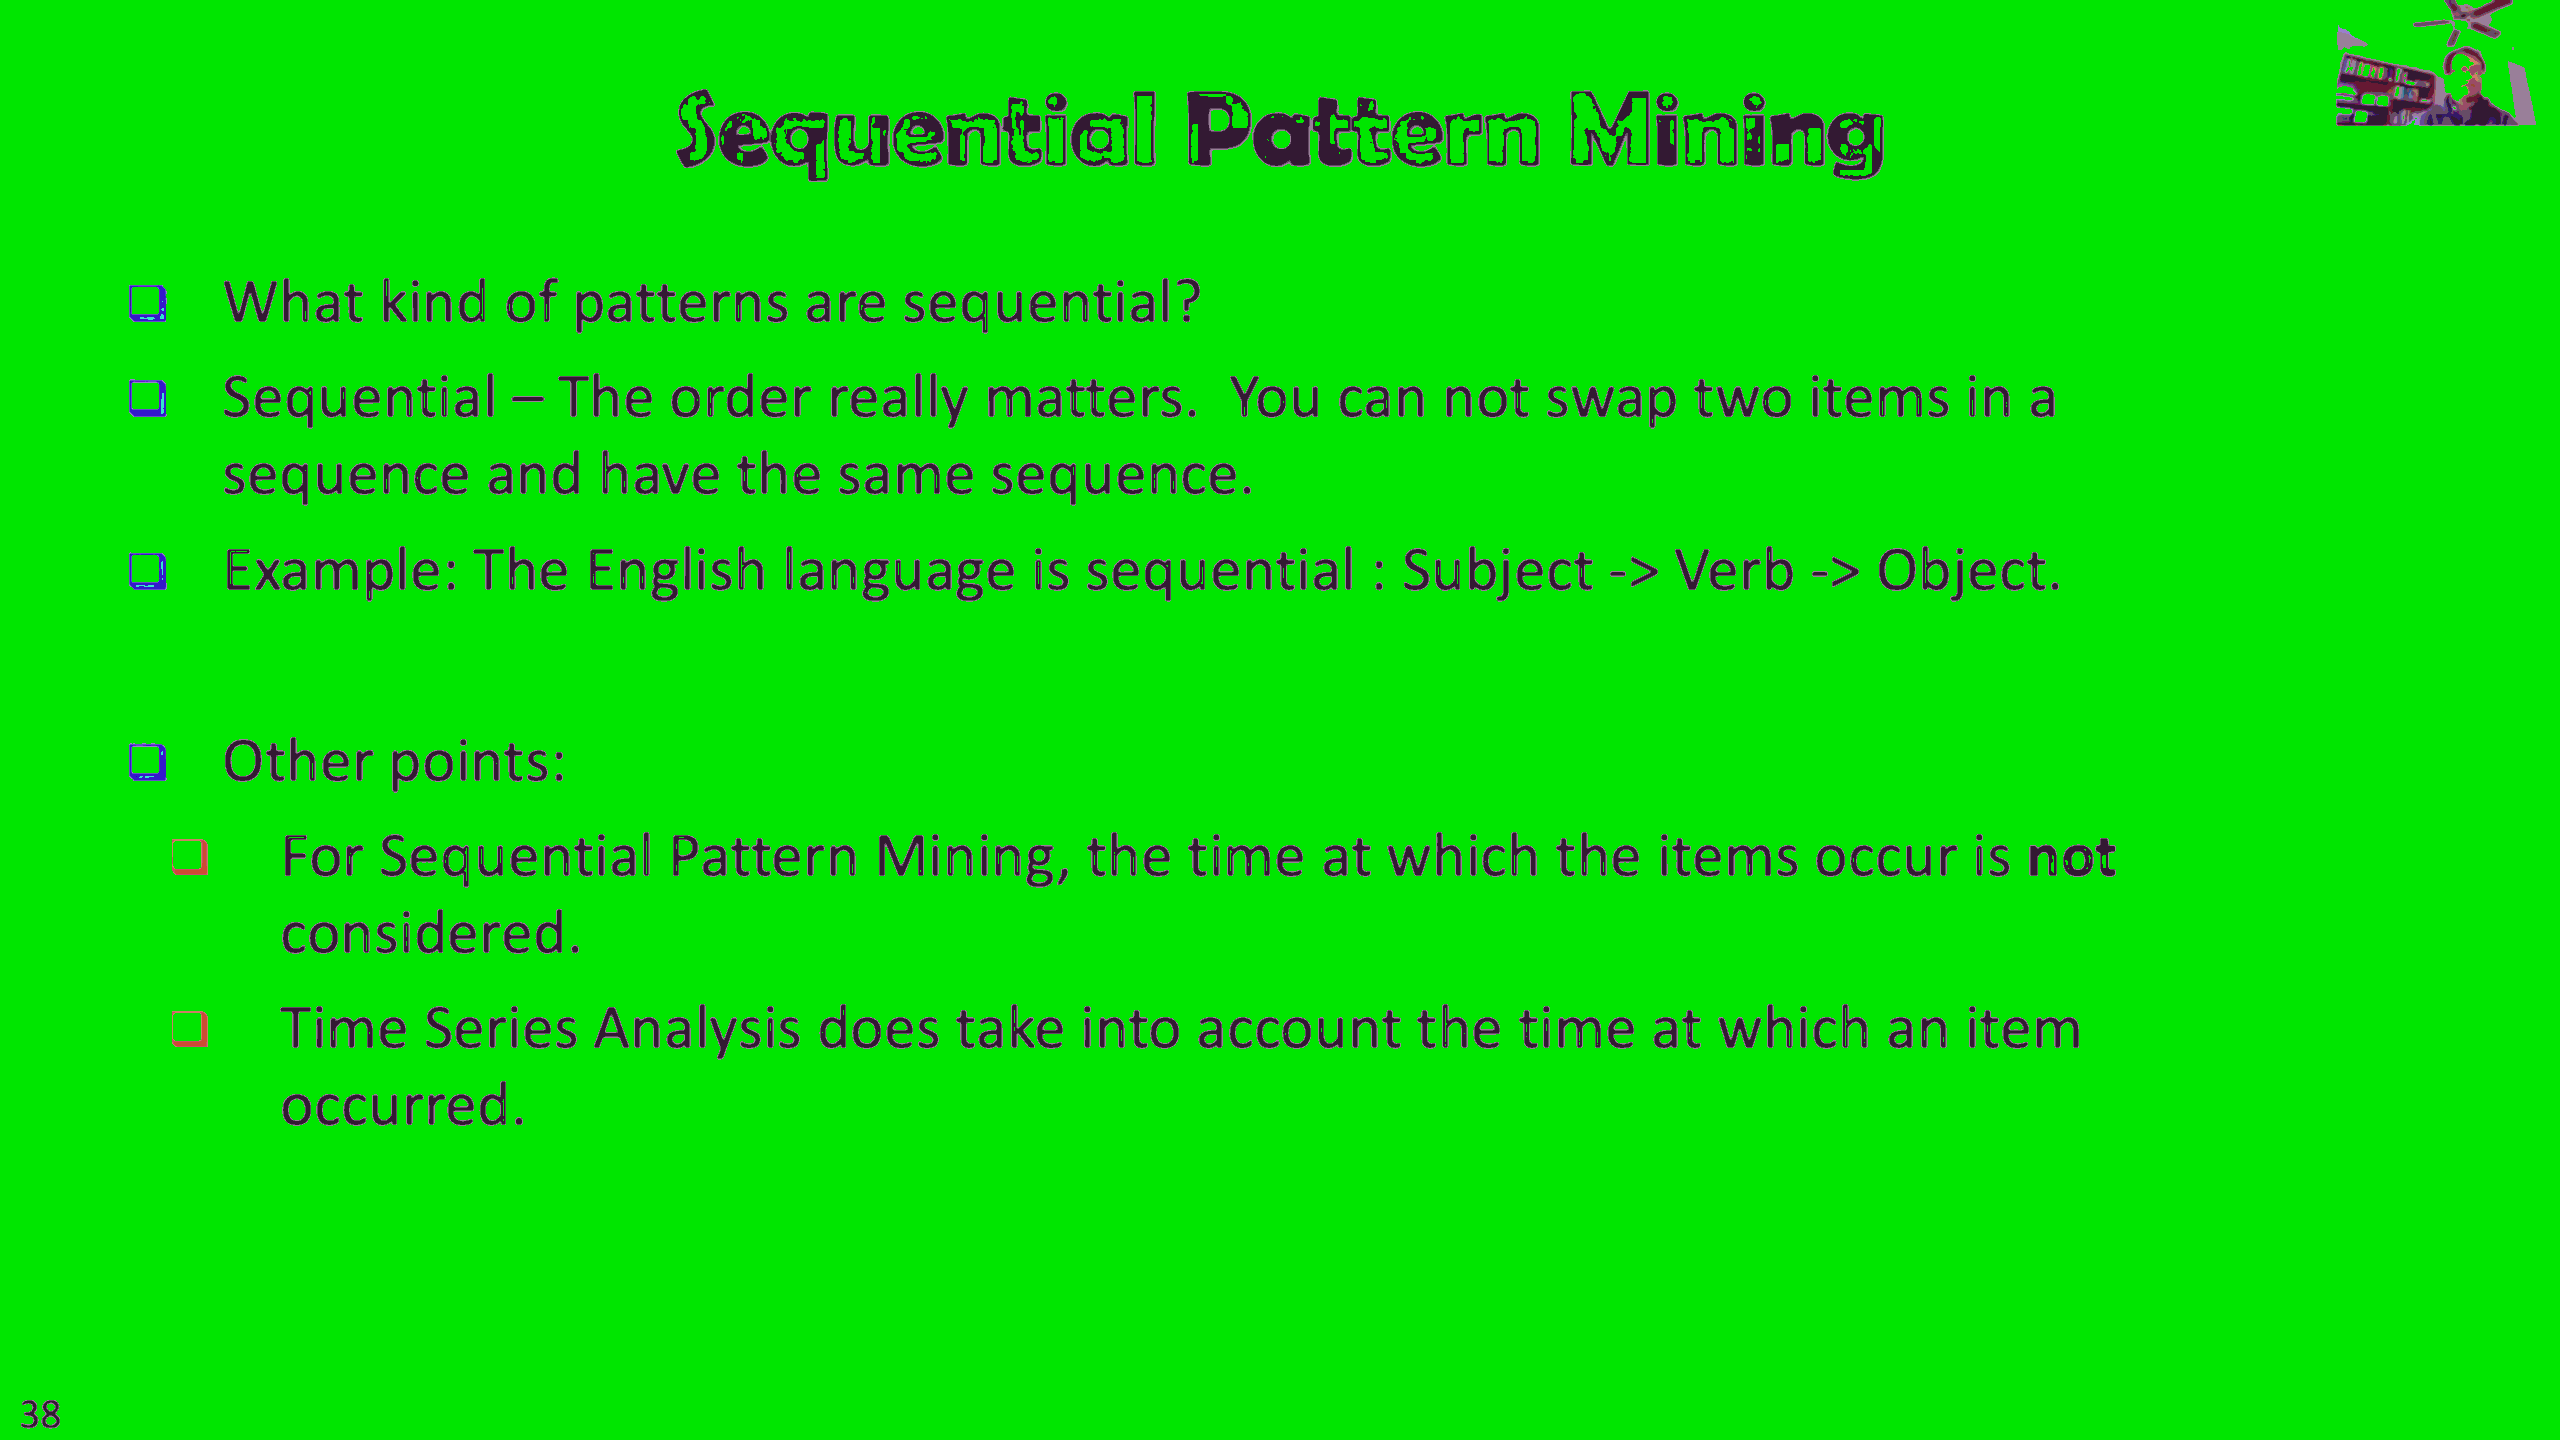 Sequential Pattern Mining
What kind of patterns are sequential?
Sequential – The order really matters.  You can not swap two items in a
sequence and have the same sequence.
Example: The English language is sequential : Subject -> Verb -> Object.
Other points:
For Sequential Pattern Mining, the time at which the items occur is not
considered.
Time Series Analysis does take into account the time at which an item
occurred.
38